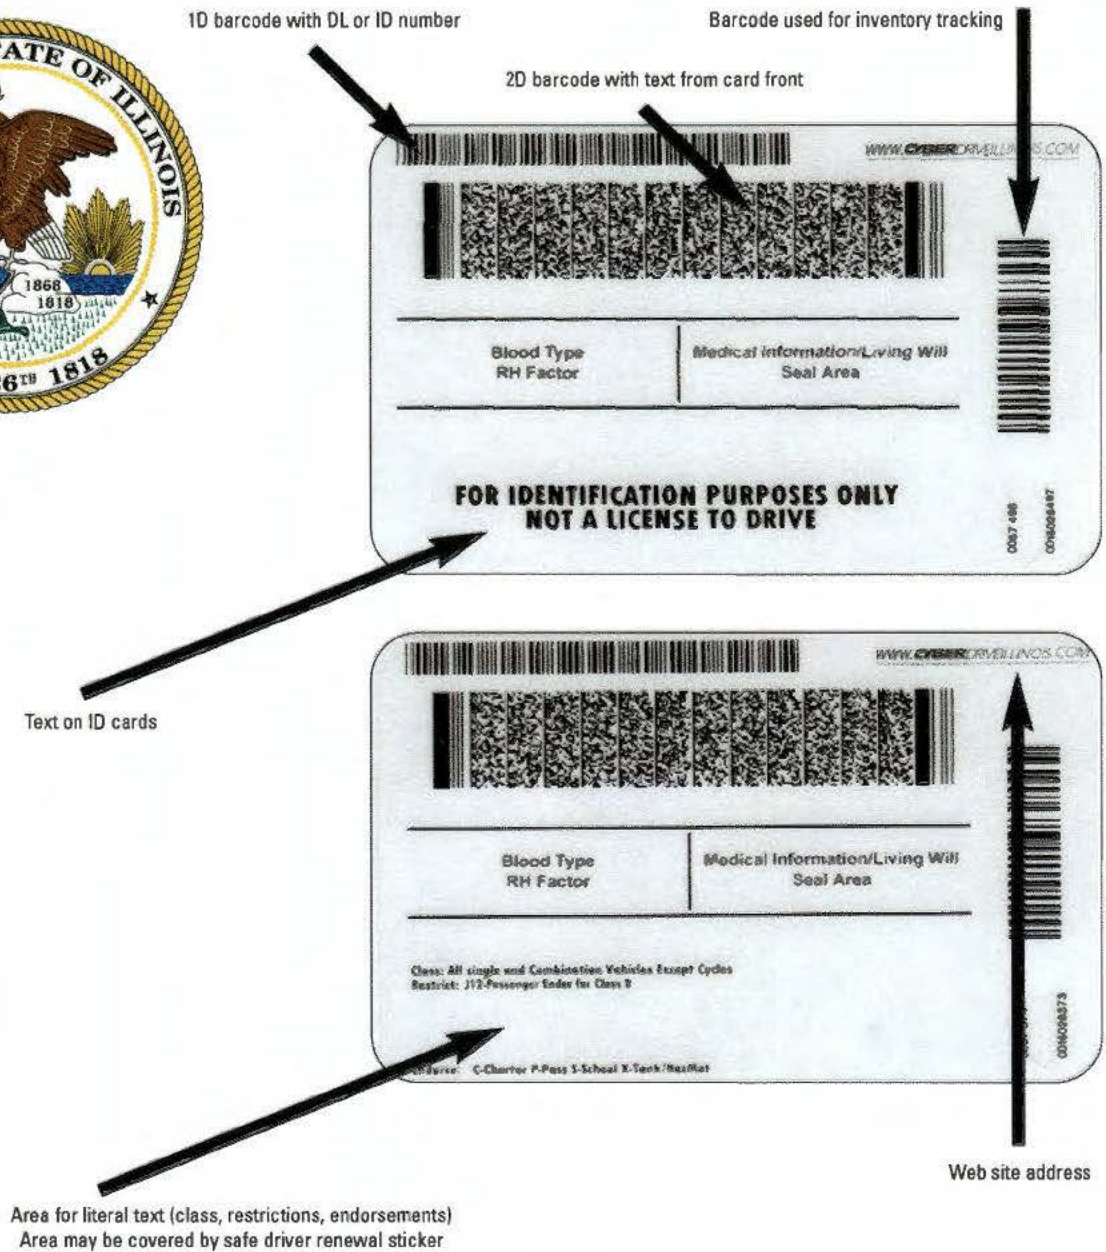 1D barcode with DL or ID number
Barcode used for inventory tracking
2D barcode with text from card front
STATE OF ILLINOIS
1868
1818
6TH 1818
WWW.CYBERDRIVEILLINOIS.COM
Blood Type
RH Factor
Medical Information/Living Will
Seal Area
FOR IDENTIFICATION PURPOSES ONLY
NOT A LICENSE TO DRIVE
0057 498
Text on ID cards
WWW.CYBERDRIVEILLINOIS.COM
Blood Type
RH Factor
Medical Information/Living Will
Seal Area
Class: All single and Combination Vehicles Except Cycles
Restrict: J12-Passenger Endor for Class B
C-Charter P-Pass S-School X-Tank/HazMat
Web site address
Area for literal text (class, restrictions, endorsements)
Area may be covered by safe driver renewal sticker